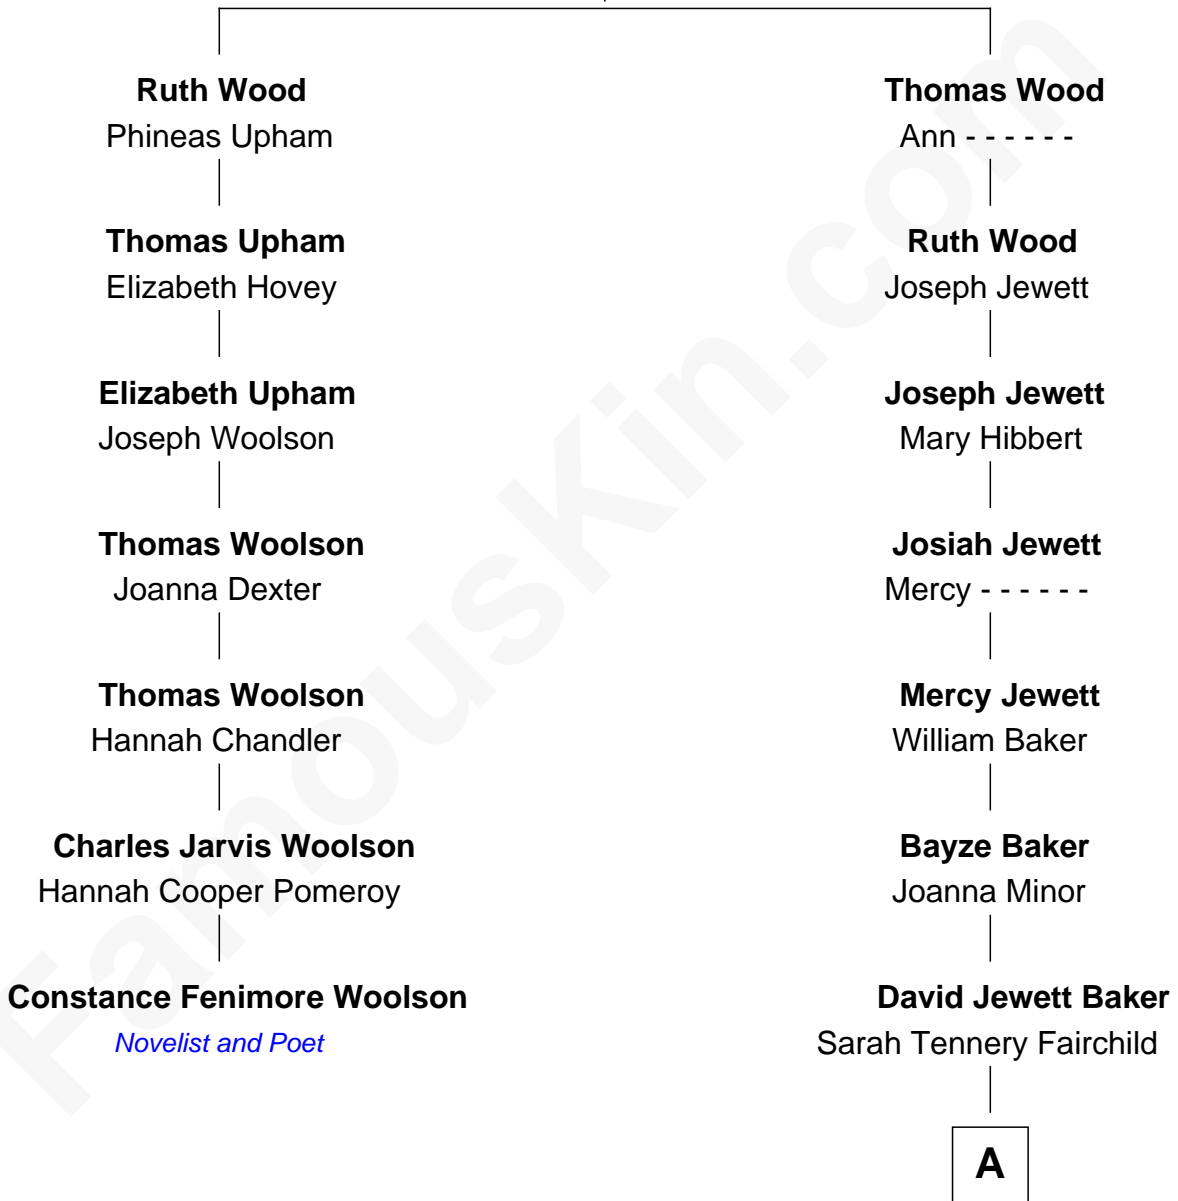 Ruth Wood
Phineas Upham
Thomas Upham
Elizabeth Hovey
Elizabeth Upham
Joseph Woolson
Thomas Woolson
Joanna Dexter
Thomas Woolson
Hannah Chandler
Charles Jarvis Woolson
Hannah Cooper Pomeroy
Constance Fenimore Woolson
Novelist and Poet
Thomas Wood
Ann - - - - - -
Ruth Wood
Joseph Jewett
Joseph Jewett
Mary Hibbert
Josiah Jewett
Mercy - - - - - -
Mercy Jewett
William Baker
Bayze Baker
Joanna Minor
David Jewett Baker
Sarah Tennery Fairchild
A
FamousKin.com